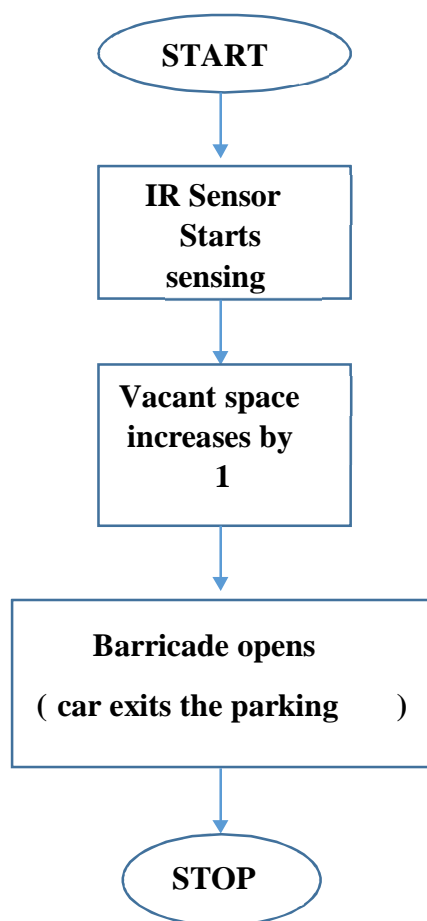 START
IR Sensor
Starts
sensing
Vacant space
increases by
1
Barricade opens
( car exits the parking )
STOP